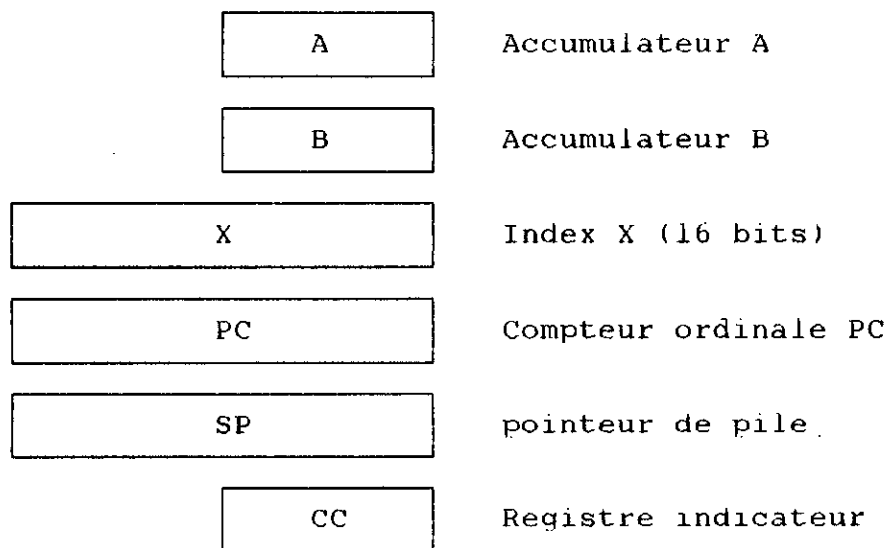 A Accumulateur A
B Accumulateur B
X Index X (16 bits)
PC Compteur ordinale PC
SP pointeur de pile
CC Registre indicateur